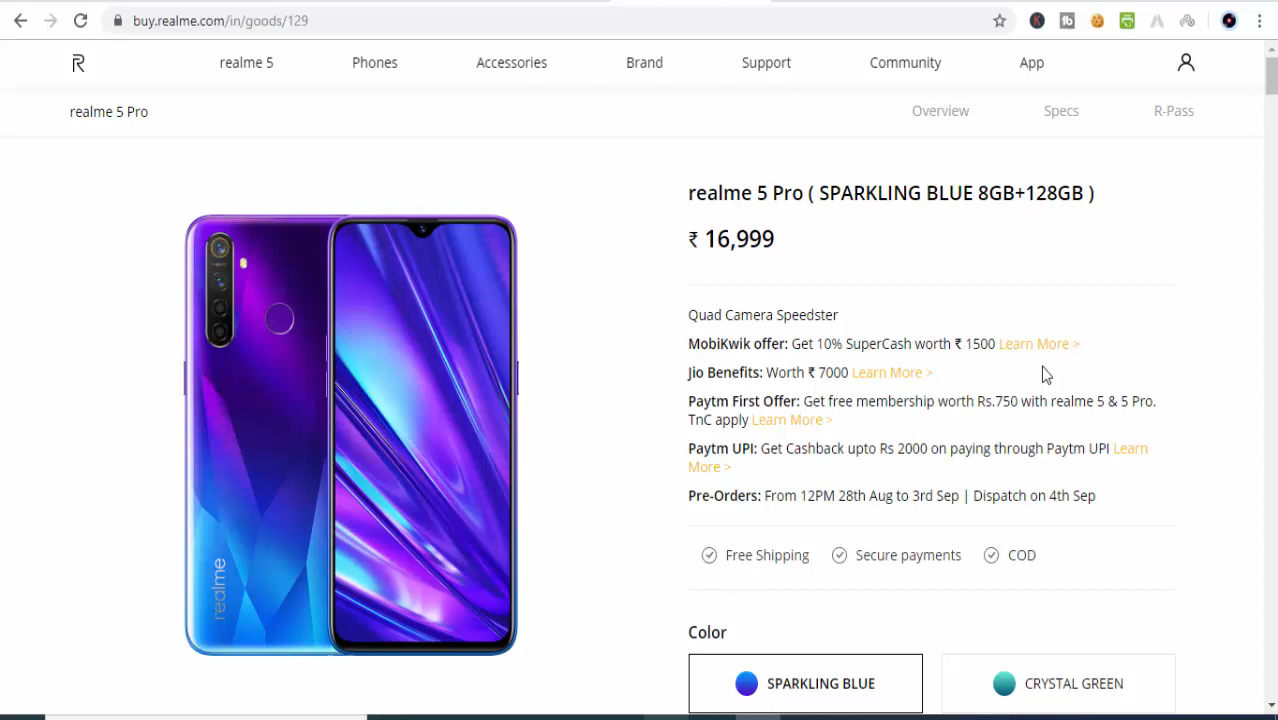 buy.realme.com/in/goods/129
realme 5 Phones Accessories Brand Support Community App
realme 5 Pro Overview Specs R-Pass
realme 5 Pro ( SPARKLING BLUE 8GB+128GB )
₹ 16,999
Quad Camera Speedster
MobiKwik offer: Get 10% SuperCash worth ₹ 1500 Learn More >
Jio Benefits: Worth ₹ 7000 Learn More >
Paytm First Offer: Get free membership worth Rs.750 with realme 5 & 5 Pro.
TnC apply Learn More >
Paytm UPI: Get Cashback upto Rs 2000 on paying through Paytm UPI Learn
More >
Pre-Orders: From 12PM 28th Aug to 3rd Sep | Dispatch on 4th Sep
Free Shipping Secure payments COD
Color
SPARKLING BLUE CRYSTAL GREEN
realme